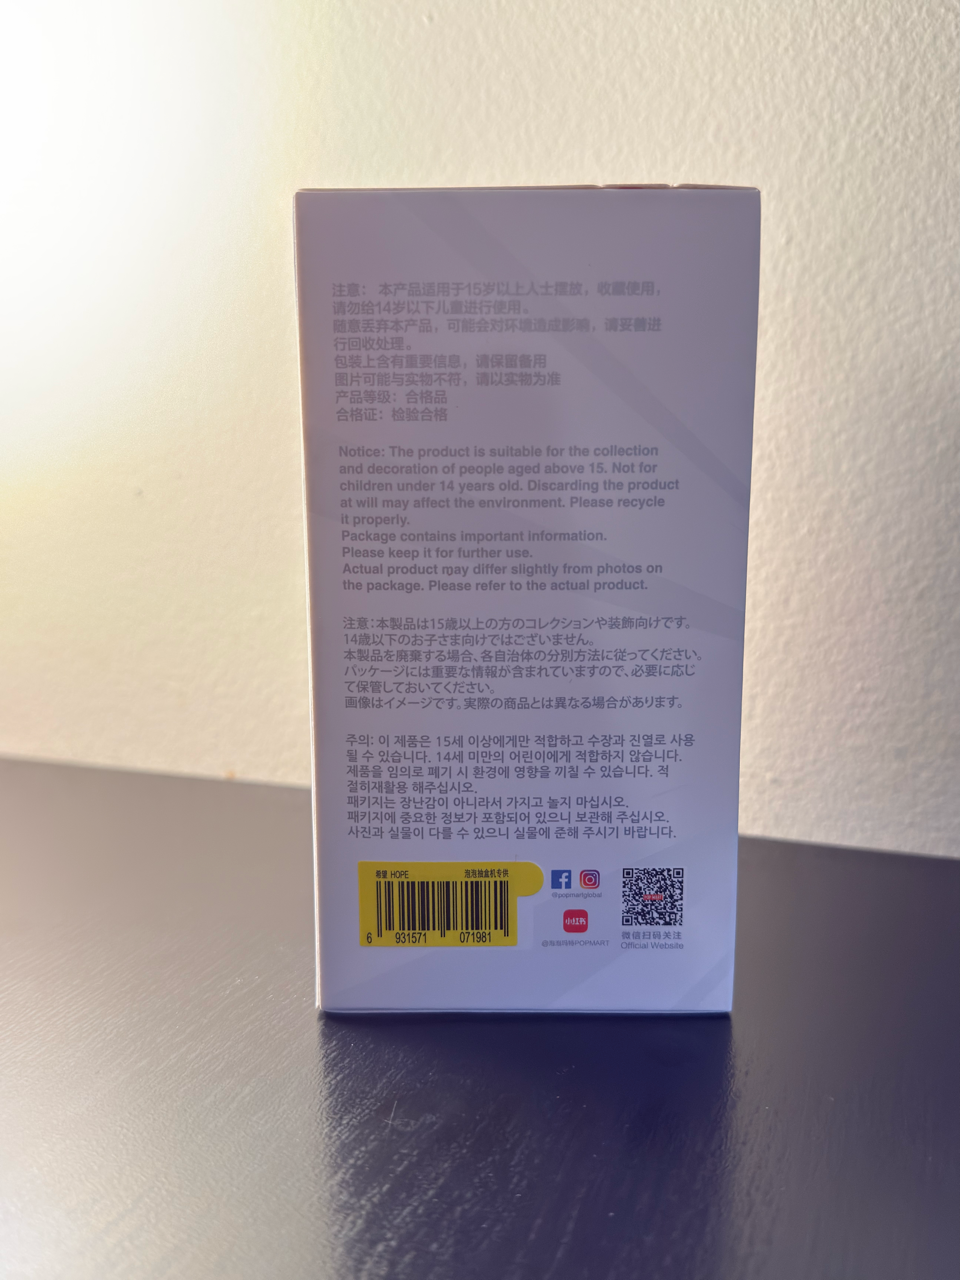 注意： 本产品适用于15岁以上人士摆放，收藏使用，
请勿给14岁以下儿童进行使用。
随意丢弃本产品，可能会对环境造成影响，请妥善进
行回收处理。
包装上含有重要信息，请保留备用
图片可能与实物不符，请以实物为准
产品等级：合格品
合格证：检验合格
Notice: The product is suitable for the collection
and decoration of people aged above 15. Not for
children under 14 years old. Discarding the product
at will may affect the environment. Please recycle
it properly.
Package contains important information.
Please keep it for further use.
Actual product may differ slightly from photos on
the package. Please refer to the actual product.
注意：本製品は15歳以上の方のコレクションや装飾向けです。
14歳以下のお子さま向けではございません。
本製品を廃棄する場合、各自治体の分別方法に従ってください。
パッケージには重要な情報が含まれていますので、必要に応じ
て保管しておいてください。
画像はイメージです。実際の商品とは異なる場合があります。
주의: 이 제품은 15세 이상에게만 적합하고 수장과 진열로 사용
될 수 있습니다. 14세 미만의 어린이에게 적합하지 않습니다.
제품을 임의로 폐기 시 환경에 영향을 끼칠 수 있습니다. 적
절히재활용 해주십시오.
패키지는 장난감이 아니라서 가지고 놀지 마십시오.
패키지에 중요한 정보가 포함되어 있으니 보관해 주십시오.
사진과 실물이 다를 수 있으니 실물에 준해 주시기 바랍니다.
希望 HOPE 泡泡抽盒机专供
6 931571 071981
@popmartglobal
小红书
@泡泡玛特POPMART
微信扫码关注
Official Website